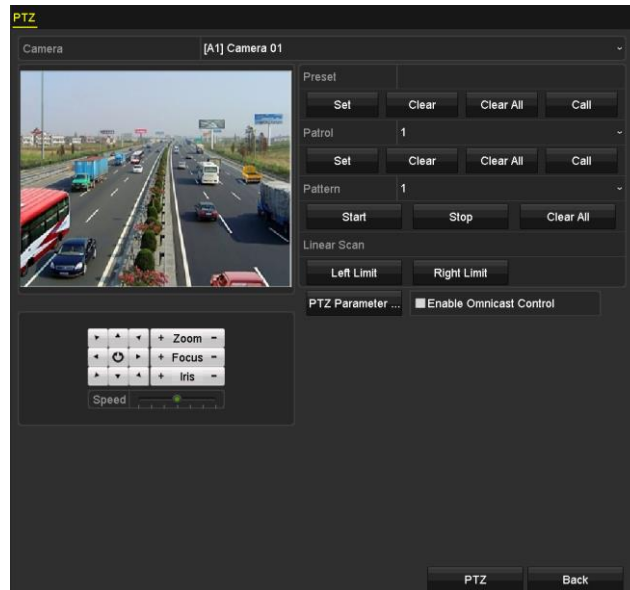 PTZ
Camera [A1] Camera 01
Preset
Set Clear Clear All Call
Patrol 1
Set Clear Clear All Call
Pattern 1
Start Stop Clear All
Linear Scan
Left Limit Right Limit
PTZ Parameter ... Enable Omnicast Control
+ Zoom -
+ Focus -
+ Iris -
Speed
PTZ Back